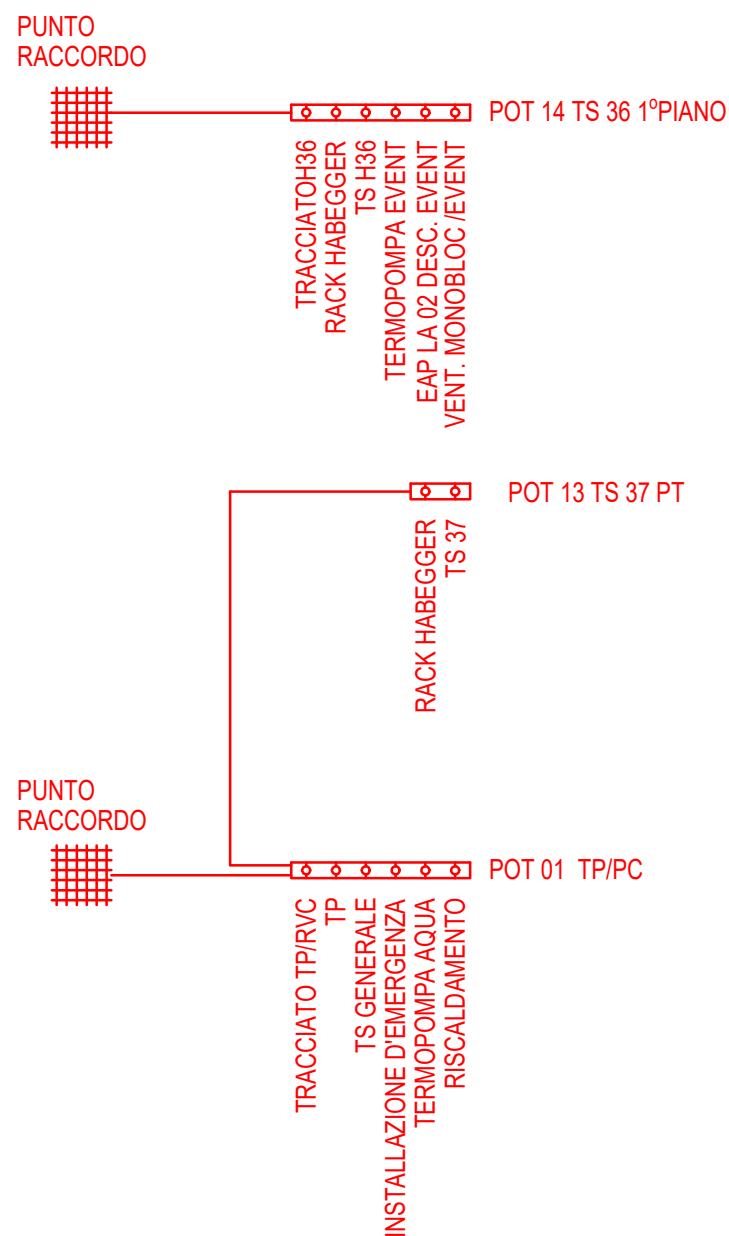 PUNTO
RACCORDO
POT 14 TS 36 1°PIANO
TRACCIATOH36
RACK HABEGGER
TS H36
TERMOPOMPA EVENT
EAP LA 02 DESC. EVENT
VENT. MONOBLOC /EVENT
POT 13 TS 37 PT
RACK HABEGGER
TS 37
PUNTO
RACCORDO
POT 01 TP/PC
TRACCIATO TP/RVC
TP
TS GENERALE
INSTALLAZIONE D'EMERGENZA
TERMOPOMPA AQUA
RISCALDAMENTO